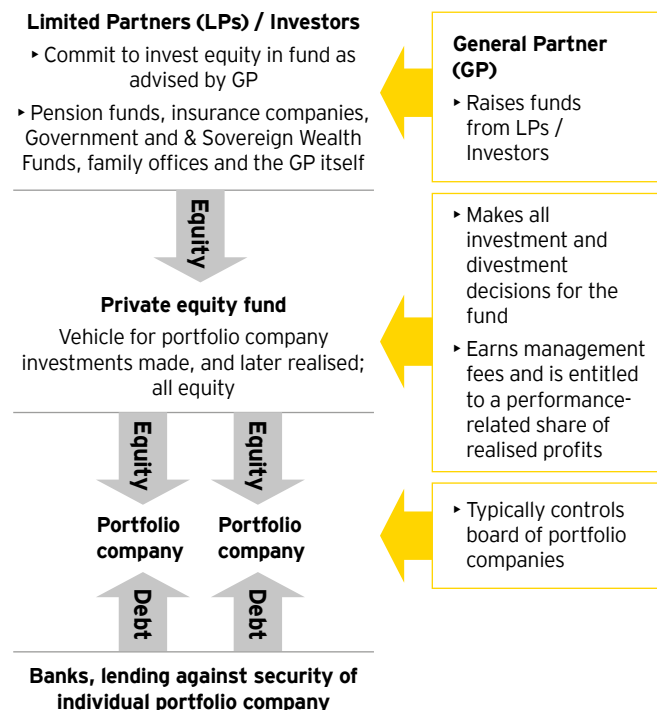 Limited Partners (LPs) / Investors
‣ Commit to invest equity in fund as
advised by GP
‣ Pension funds, insurance companies,
Government and & Sovereign Wealth
Funds, family offices and the GP itself
General Partner
(GP)
‣ Raises funds
from LPs /
Investors
Equity
Private equity fund
Vehicle for portfolio company
investments made, and later realised;
all equity
‣ Makes all
investment and
divestment
decisions for the
fund
‣ Earns management
fees and is entitled
to a performance-
related share of
realised profits
Equity
Equity
Portfolio
company
Portfolio
company
‣ Typically controls
board of portfolio
companies
Debt
Debt
Banks, lending against security of
individual portfolio company